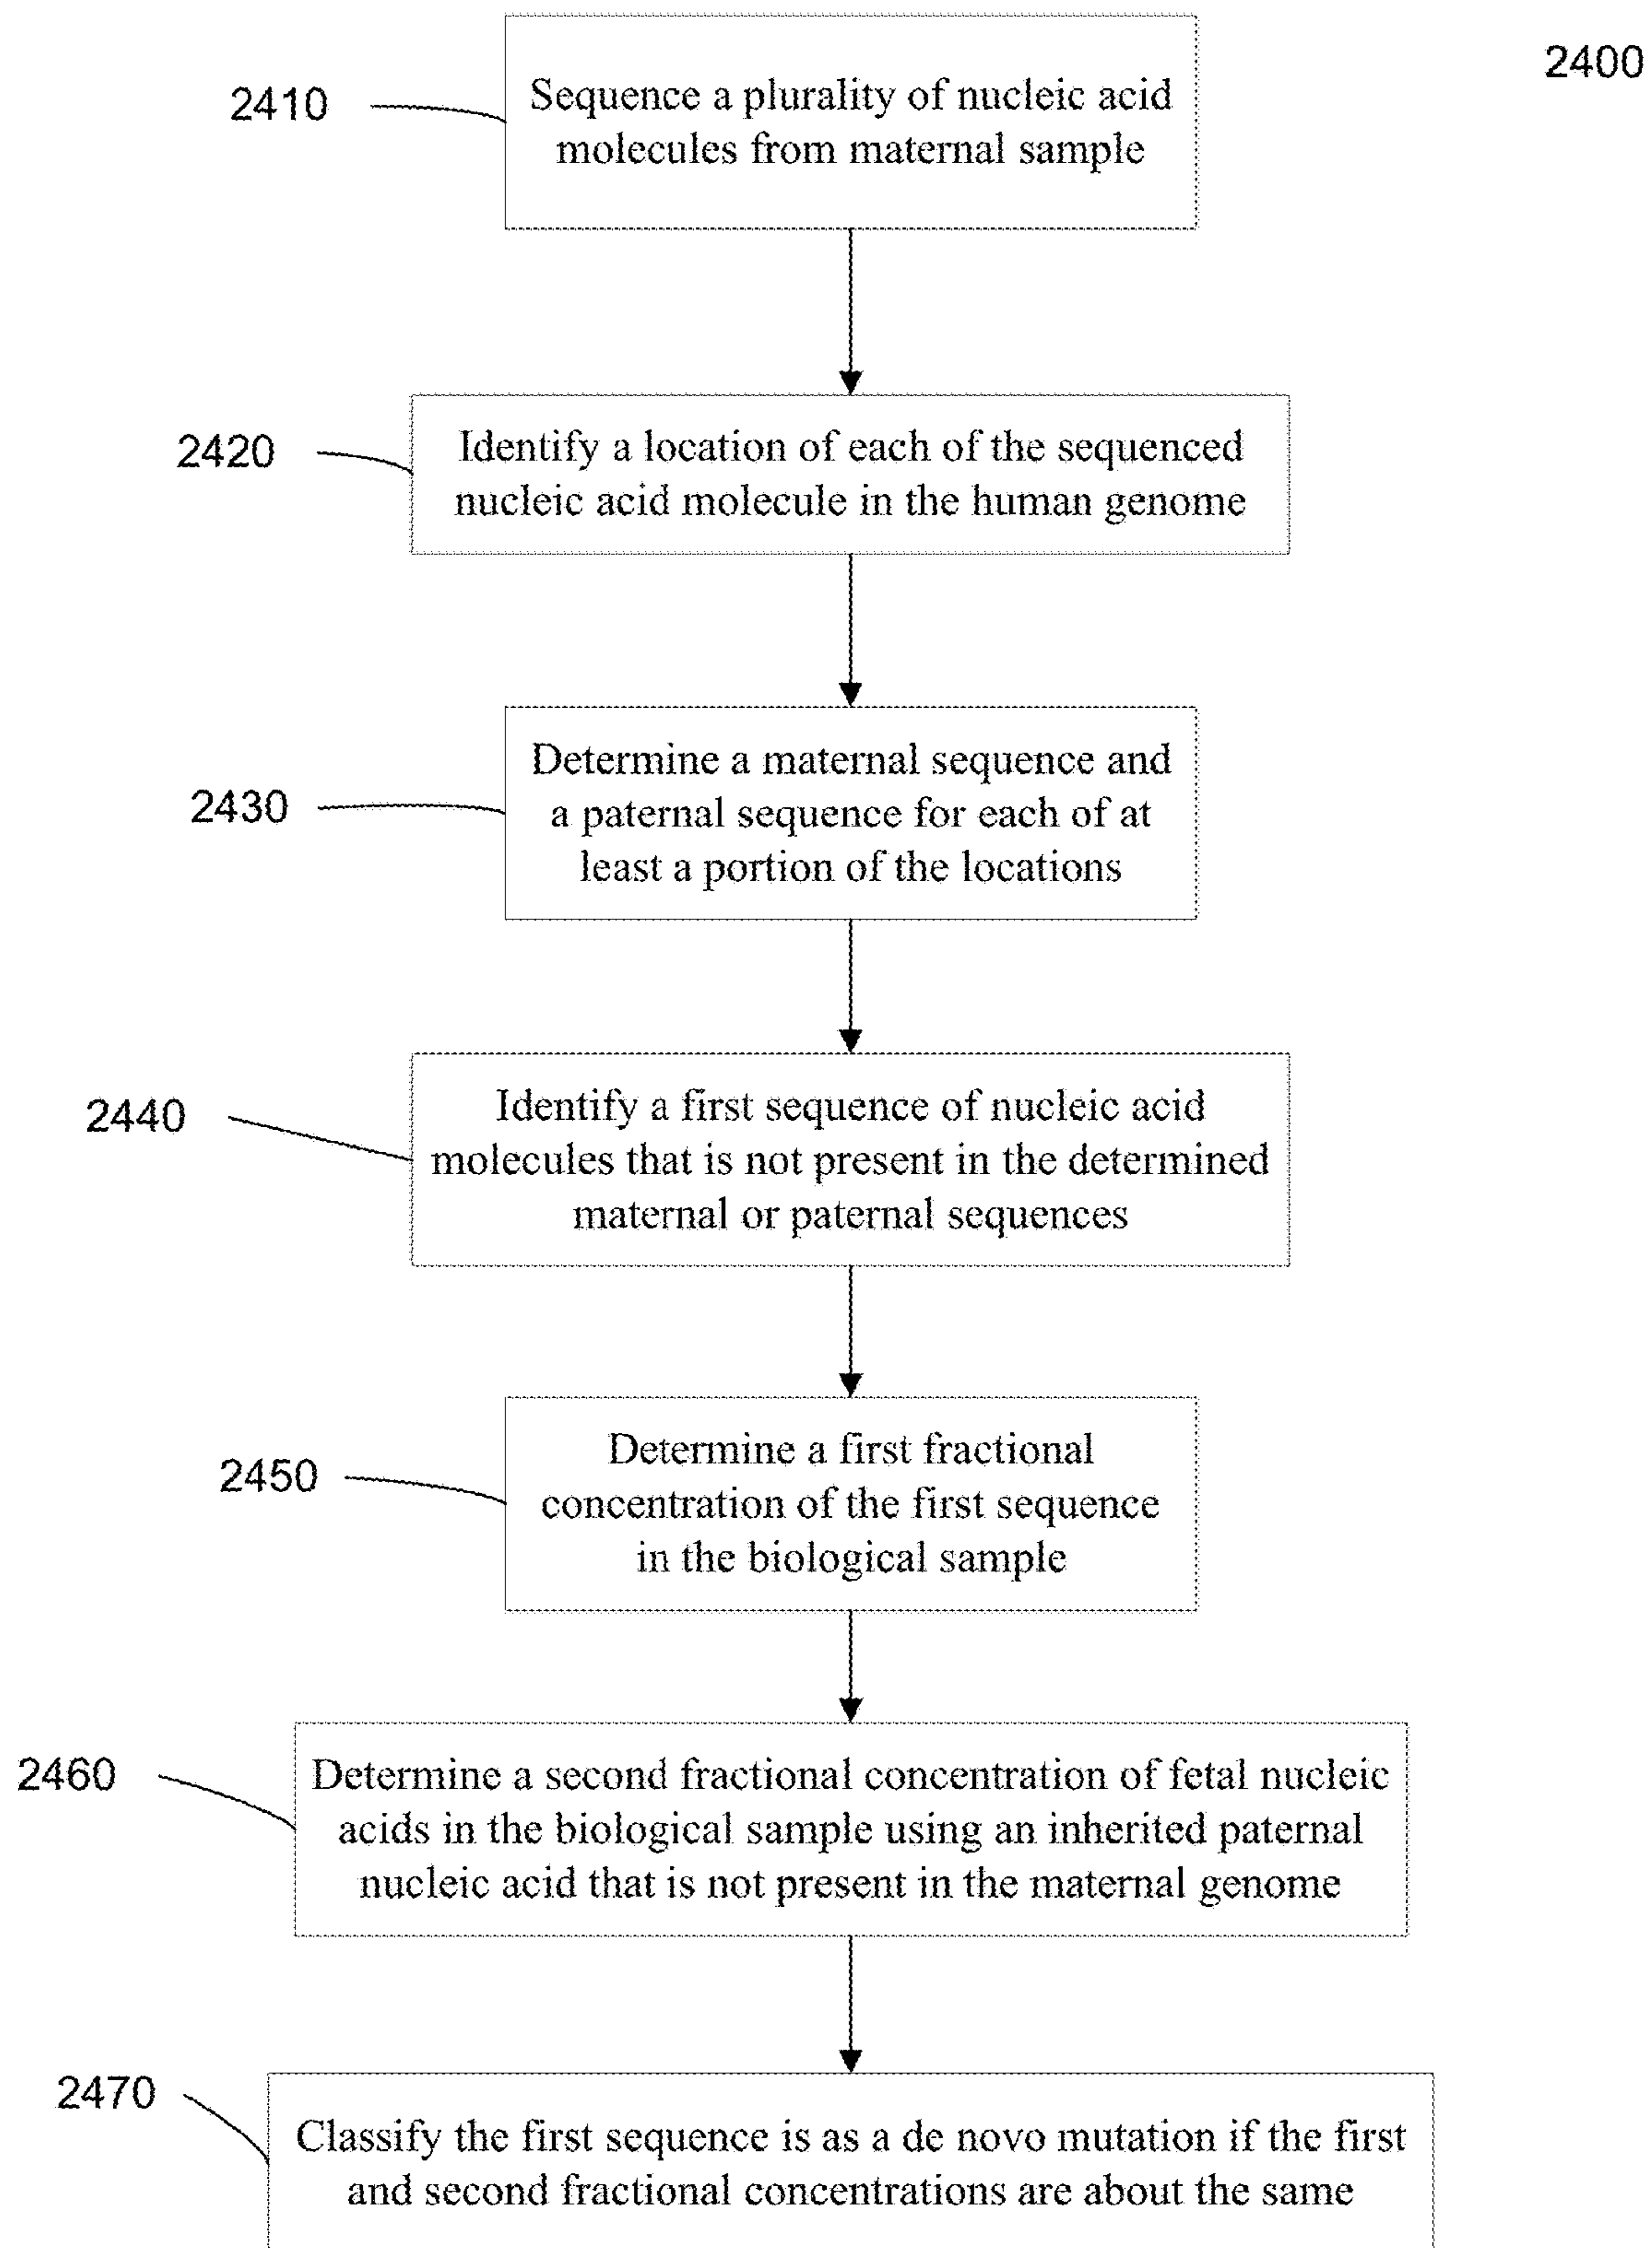 2400
2410
Sequence a plurality of nucleic acid
molecules from maternal sample
2420
Identify a location of each of the sequenced
nucleic acid molecule in the human genome
2430
Determine a maternal sequence and
a paternal sequence for each of at
least a portion of the locations
2440
Identify a first sequence of nucleic acid
molecules that is not present in the determined
maternal or paternal sequences
2450
Determine a first fractional
concentration of the first sequence
in the biological sample
2460
Determine a second fractional concentration of fetal nucleic
acids in the biological sample using an inherited paternal
nucleic acid that is not present in the maternal genome
2470
Classify the first sequence is as a de novo mutation if the first
and second fractional concentrations are about the same